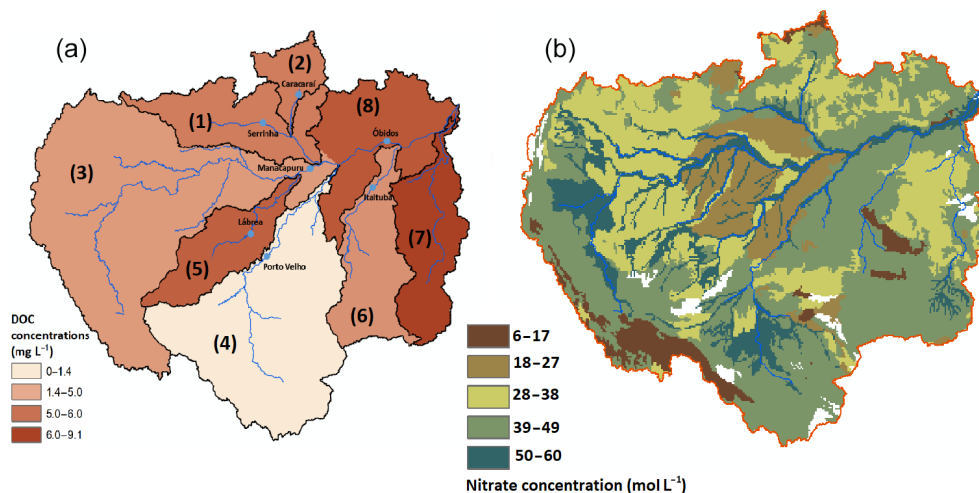 (a)
(b)
(2)
Caracaraí
(1)
(8)
Serrinha
Óbidos
(3)
Manacapuru
Itaituba
Lábrea
(7)
(5)
Porto Velho
(6)
(4)
DOC
concentrations
(mg L⁻¹)
0–1.4
1.4–5.0
5.0–6.0
6.0–9.1
6–17
18–27
28–38
39–49
50–60
Nitrate concentration (mol L⁻¹)